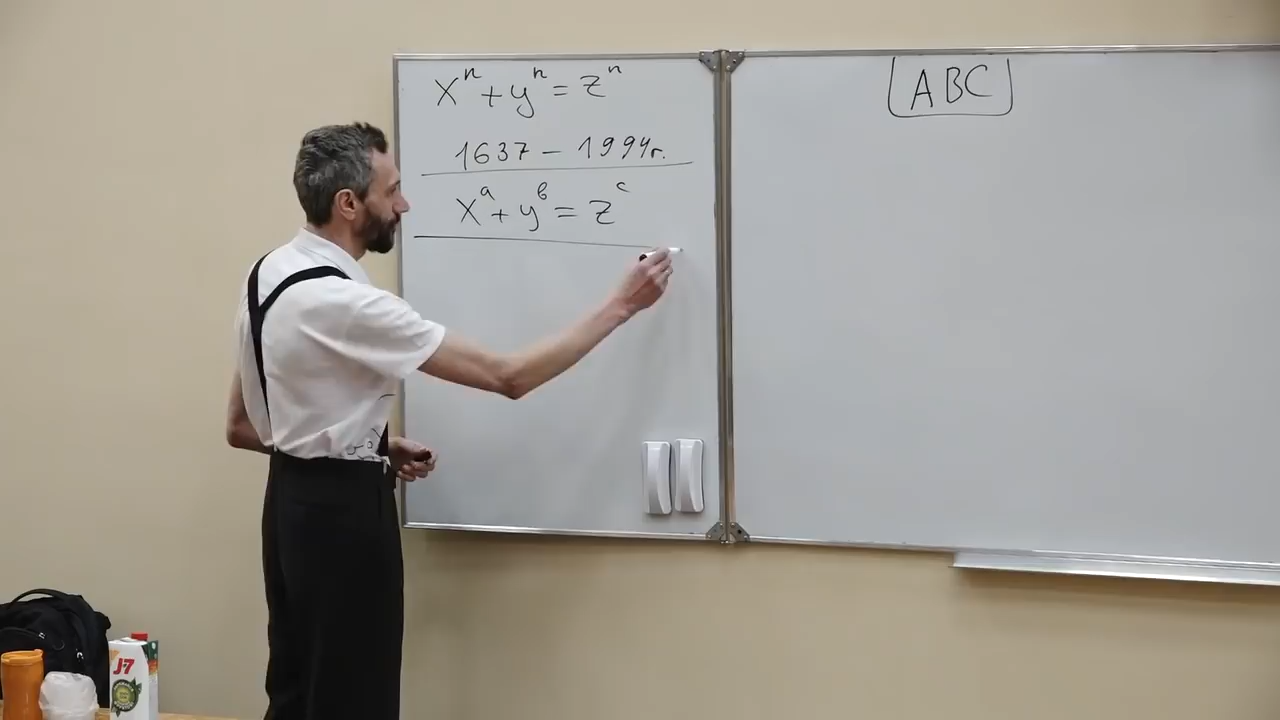 xⁿ + yⁿ = zⁿ
1637 – 1994г.
xᵃ + yᵇ = zᶜ
ABC
J7